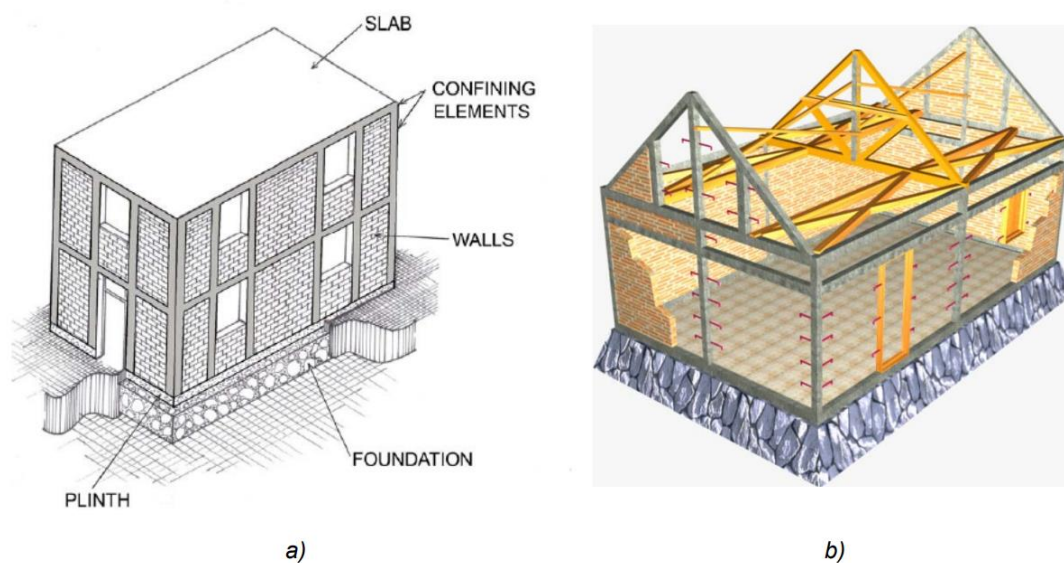 SLAB
CONFINING
ELEMENTS
WALLS
FOUNDATION
PLINTH
a)
b)